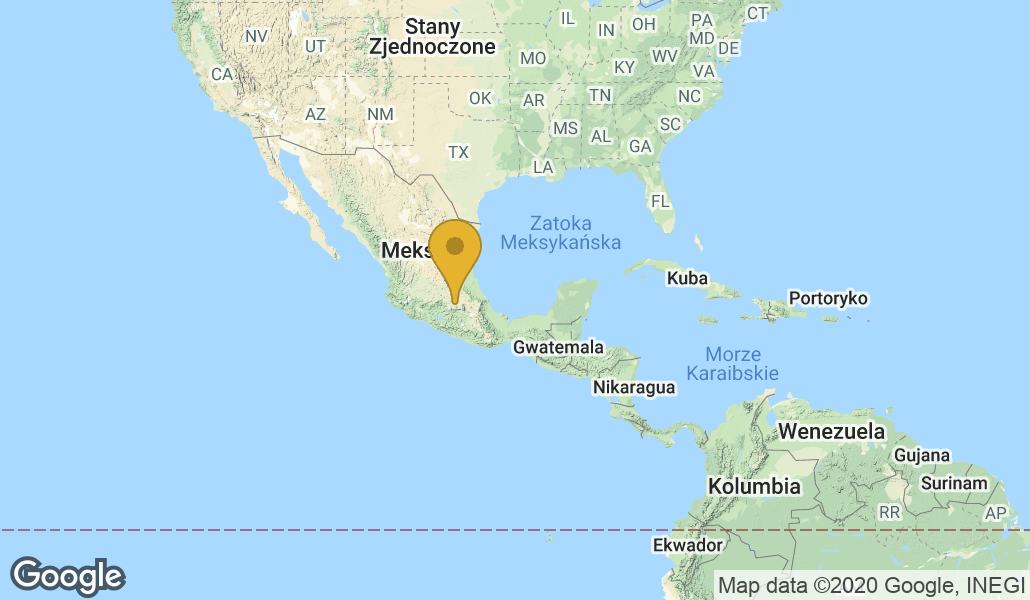 CT
IL
IN
OH
PA
Stany
Zjednoczone
NV
UT
MD
DE
MO
KY
WV
VA
CA
OK
AR
TN
NC
AZ
NM
MS
AL
SC
GA
TX
LA
FL
Zatoka
Meksykańska
Meks
Kuba
Portoryko
Gwatemala
Morze
Karaibskie
Nikaragua
Wenezuela
Gujana
Surinam
Kolumbia
RR
AP
Ekwador
Google
Map data ©2020 Google, INEGI